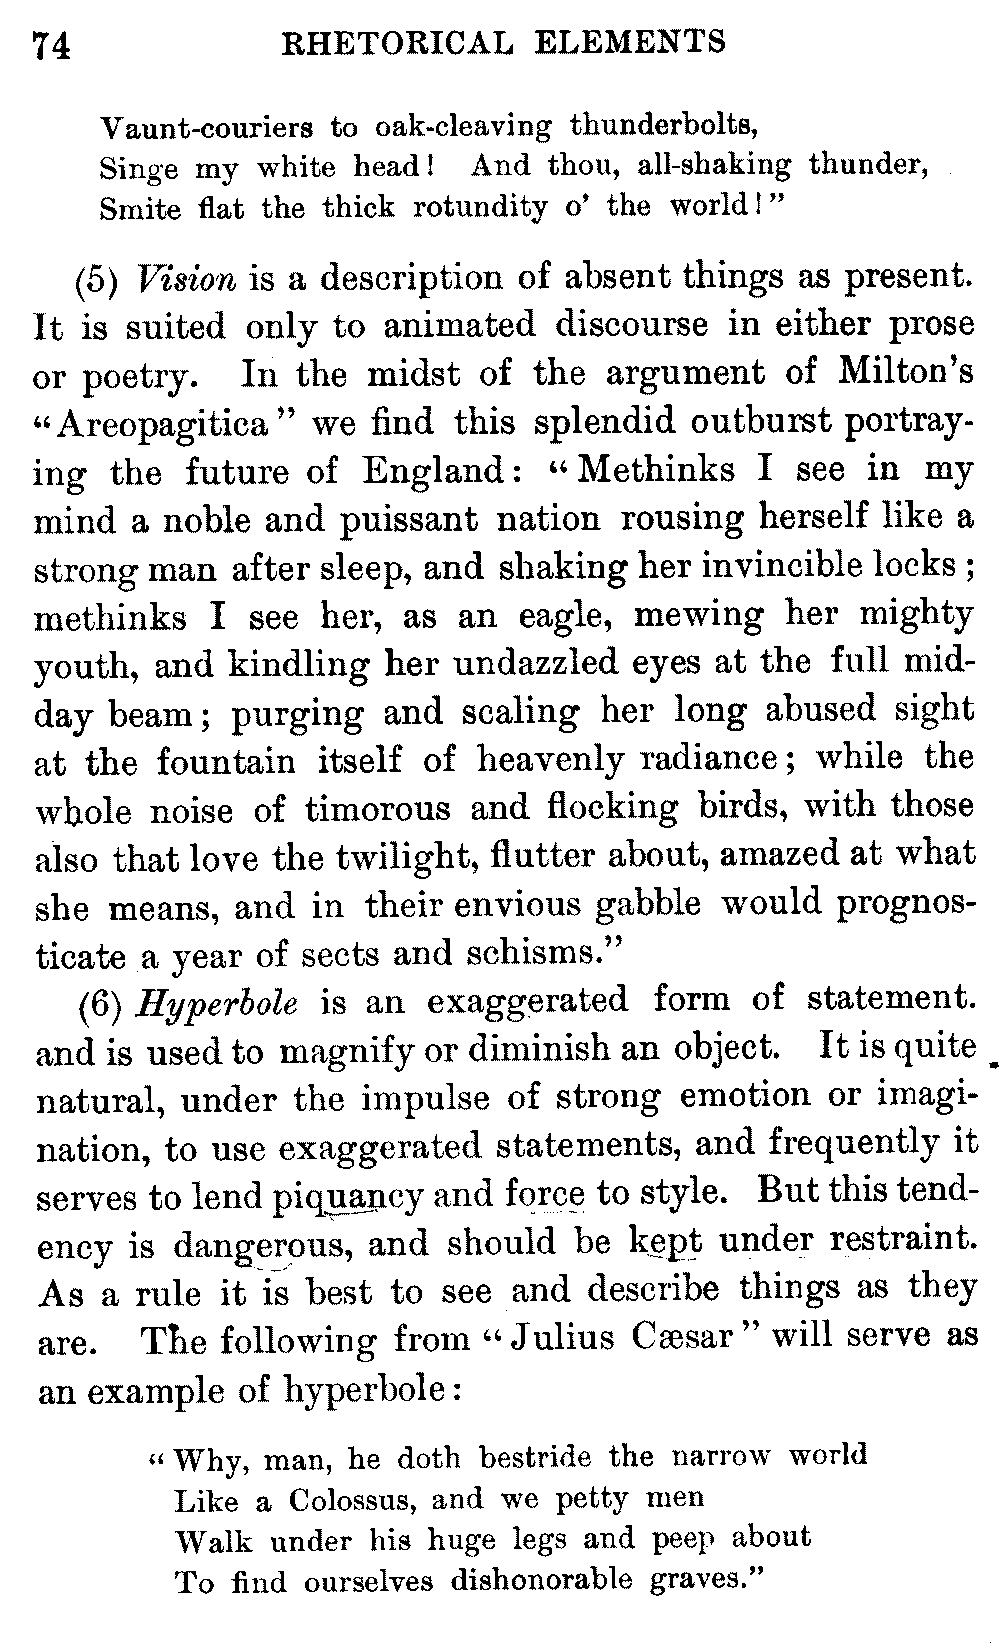 74 RHETORICAL ELEMENTS
Vaunt-couriers to oak-cleaving thunderbolts,
Singe my white head! And thou, all-shaking thunder,
Smite flat the thick rotundity o' the world!"
(5) Vision is a description of absent things as present.
It is suited only to animated discourse in either prose
or poetry. In the midst of the argument of Milton's
"Areopagitica" we find this splendid outburst portray-
ing the future of England: "Methinks I see in my
mind a noble and puissant nation rousing herself like a
strong man after sleep, and shaking her invincible locks;
methinks I see her, as an eagle, mewing her mighty
youth, and kindling her undazzled eyes at the full mid-
day beam; purging and scaling her long abused sight
at the fountain itself of heavenly radiance; while the
whole noise of timorous and flocking birds, with those
also that love the twilight, flutter about, amazed at what
she means, and in their envious gabble would prognos-
ticate a year of sects and schisms."
(6) Hyperbole is an exaggerated form of statement.
and is used to magnify or diminish an object. It is quite
natural, under the impulse of strong emotion or imagi-
nation, to use exaggerated statements, and frequently it
serves to lend piquancy and force to style. But this tend-
ency is dangerous, and should be kept under restraint.
As a rule it is best to see and describe things as they
are. The following from "Julius Cæsar" will serve as
an example of hyperbole:
"Why, man, he doth bestride the narrow world
Like a Colossus, and we petty men
Walk under his huge legs and peep about
To find ourselves dishonorable graves."